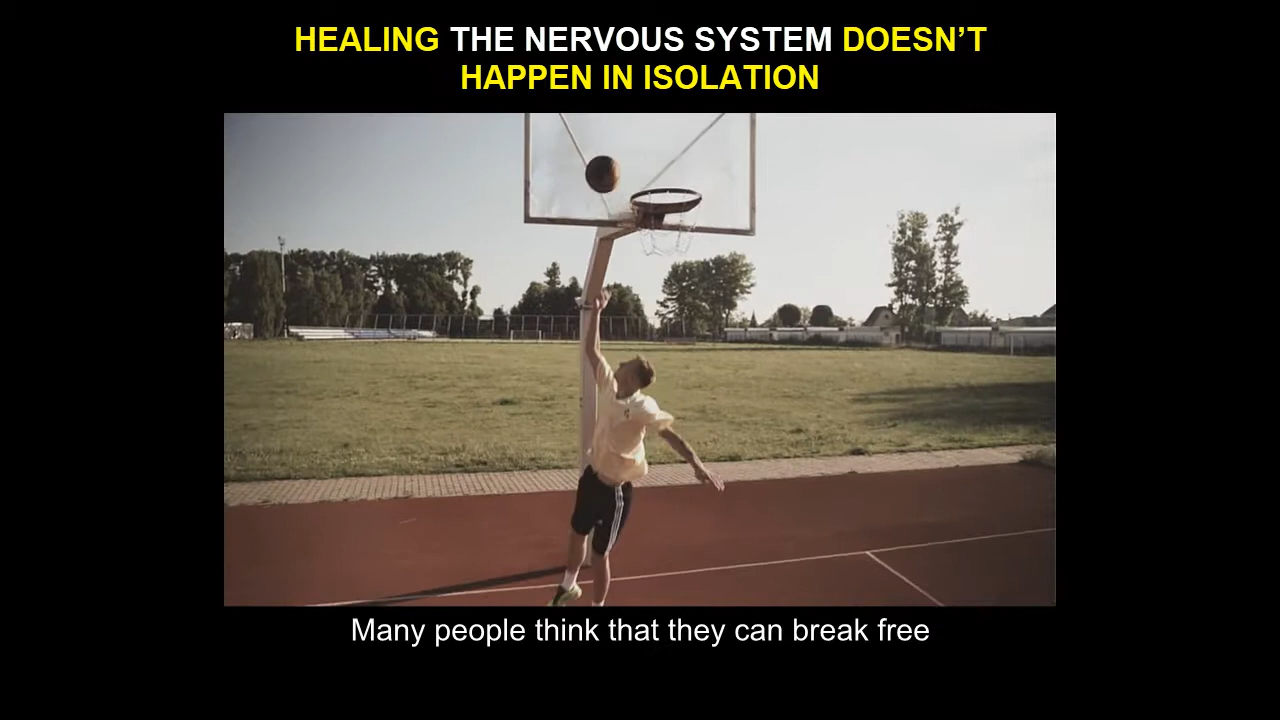 HEALING THE NERVOUS SYSTEM DOESN’T
HAPPEN IN ISOLATION
Many people think that they can break free